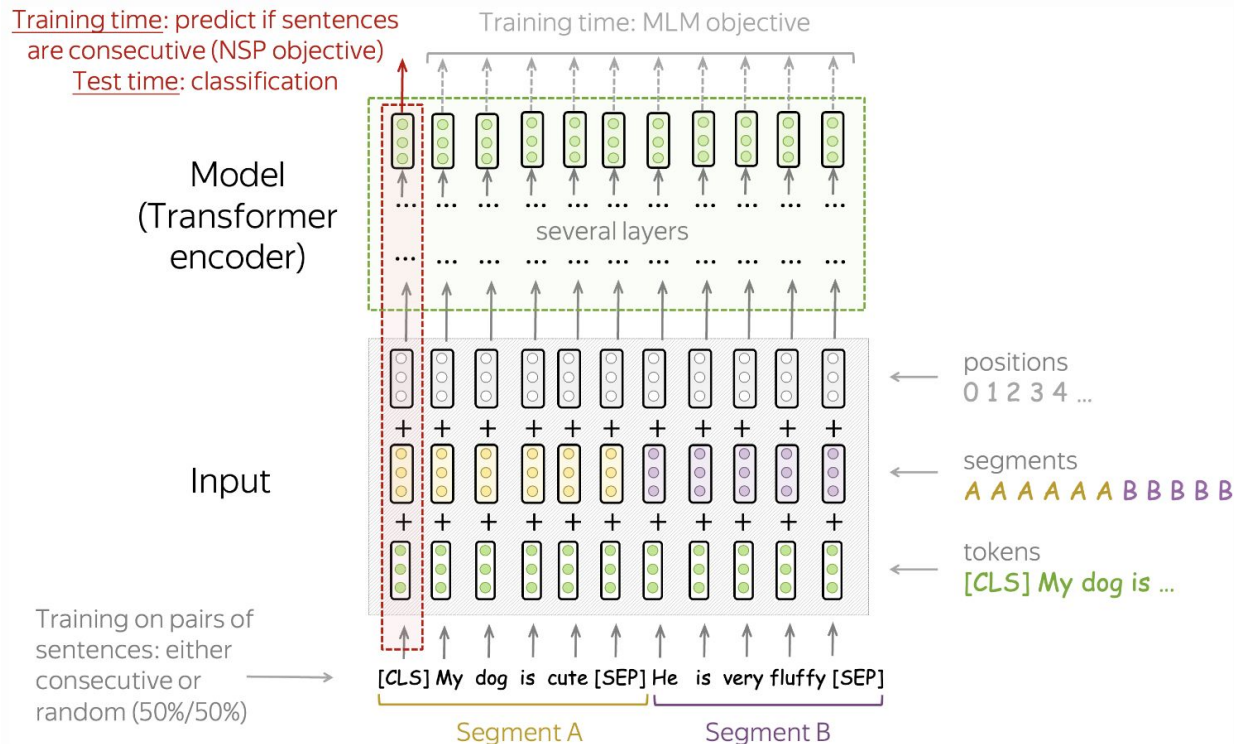 Training time: predict if sentences
are consecutive (NSP objective)
Test time: classification
Training time: MLM objective
Model
(Transformer
encoder)
... ... ... ... ... ... ... ... ... ... ...
several layers
... ... ... ... ... ... ... ... ... ... ...
positions
0 1 2 3 4 ...
+ + + + + + + + + + +
Input
segments
A A A A A A B B B B B
+ + + + + + + + + + +
tokens
[CLS] My dog is ...
Training on pairs of
sentences: either
consecutive or
random (50%/50%)
[CLS] My dog is cute [SEP] He is very fluffy [SEP]
Segment A
Segment B